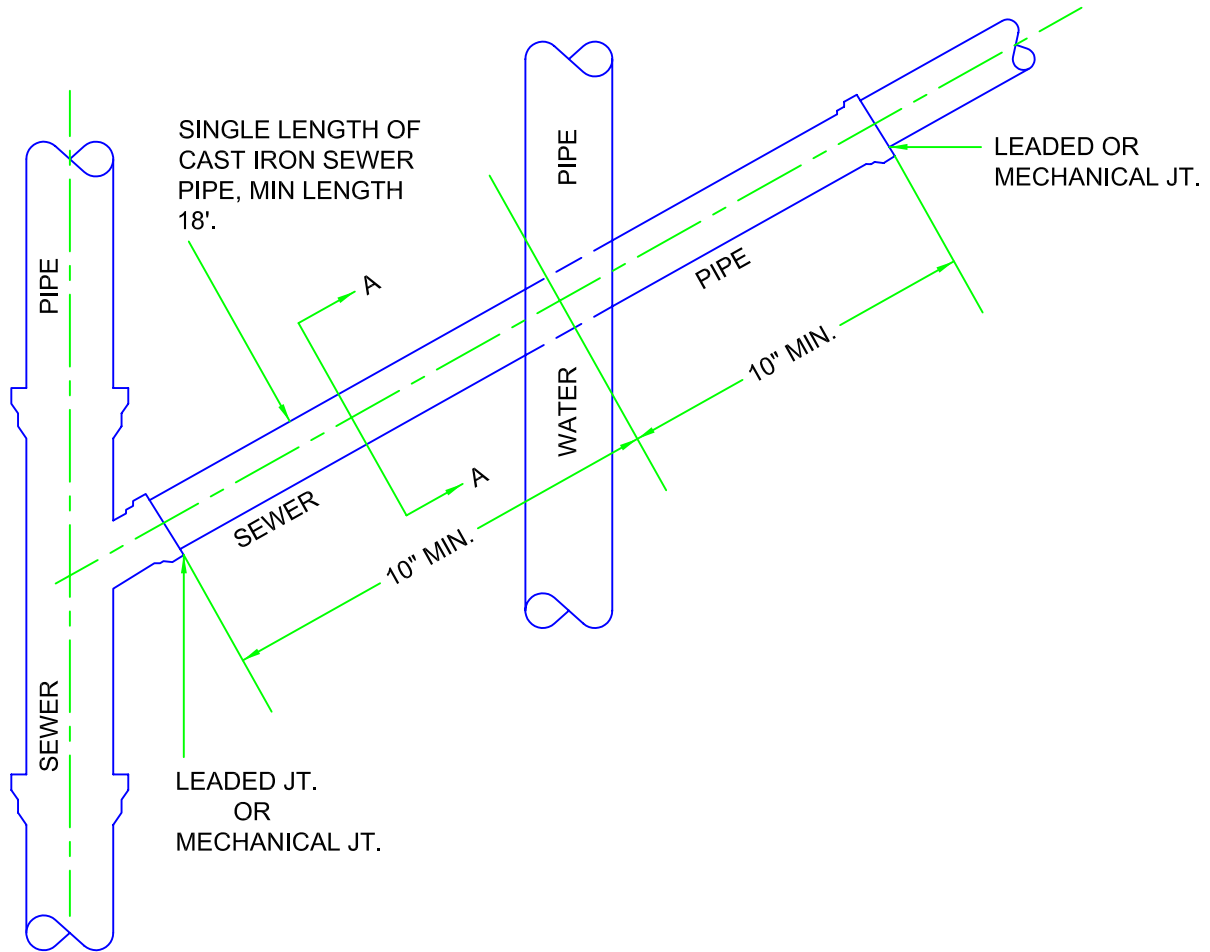 SINGLE LENGTH OF
CAST IRON SEWER
PIPE, MIN LENGTH
18'.
LEADED OR
MECHANICAL JT.
PIPE
PIPE
PIPE
A
A
10" MIN.
10" MIN.
WATER
SEWER
SEWER
LEADED JT.
OR
MECHANICAL JT.